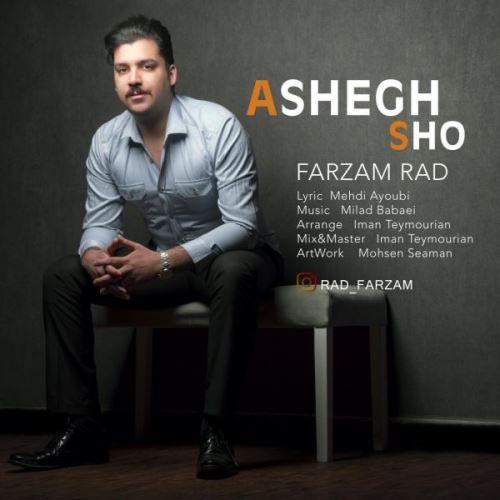 ASHEGH
SHO
FARZAM RAD
Lyric Mehdi Ayoubi
Music Milad Babaei
Arrange Iman Teymourian
Mix&Master Iman Teymourian
ArtWork Mohsen Seaman
RAD_FARZAM